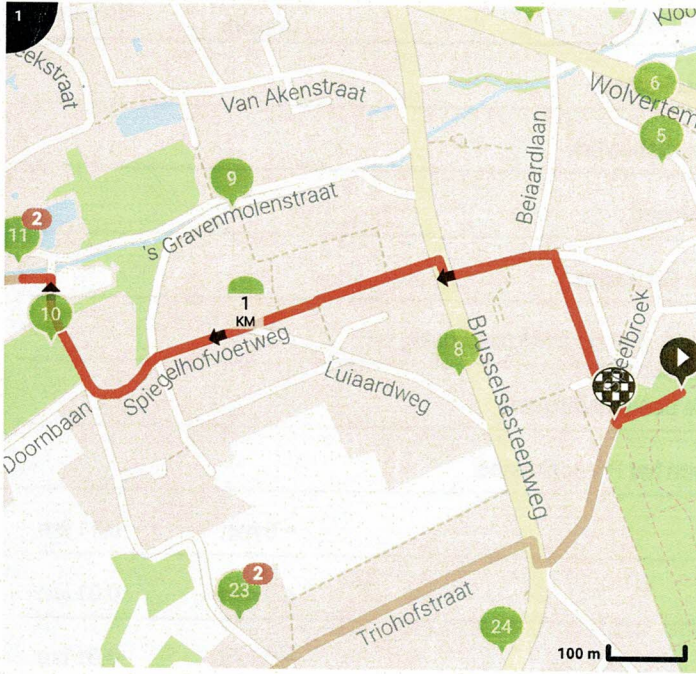 1
Van Akenstraat
6
Wolvertem
5
Beiaardlaan
9
's Gravenmolenstraat
2
11
10
1
KM
Spiegelhofvoetweg
Luiaardweg
8
Brusselsesteenweg
Doornbaan
2
23
Triohofstraat
24
100 m